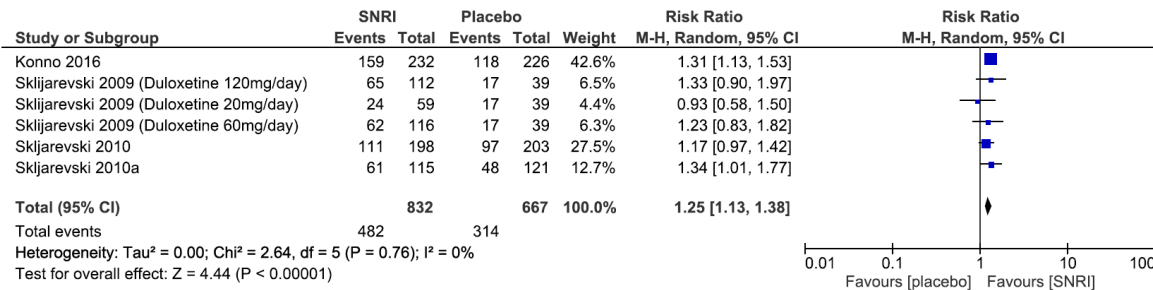 SNRI Placebo Risk Ratio Risk Ratio
Study or Subgroup Events Total Events Total Weight M-H, Random, 95% CI M-H, Random, 95% CI
Konno 2016 159 232 118 226 42.6% 1.31 [1.13, 1.53]
Sklijarevski 2009 (Duloxetine 120mg/day) 65 112 17 39 6.5% 1.33 [0.90, 1.97]
Sklijarevski 2009 (Duloxetine 20mg/day) 24 59 17 39 4.4% 0.93 [0.58, 1.50]
Sklijarevski 2009 (Duloxetine 60mg/day) 62 116 17 39 6.3% 1.23 [0.83, 1.82]
Skljarevski 2010 111 198 97 203 27.5% 1.17 [0.97, 1.42]
Skljarevski 2010a 61 115 48 121 12.7% 1.34 [1.01, 1.77]
Total (95% CI) 832 667 100.0% 1.25 [1.13, 1.38]
Total events 482 314
Heterogeneity: Tau² = 0.00; Chi² = 2.64, df = 5 (P = 0.76); I² = 0%
Test for overall effect: Z = 4.44 (P < 0.00001)
0.01 0.1 1 10 100
Favours [placebo] Favours [SNRI]